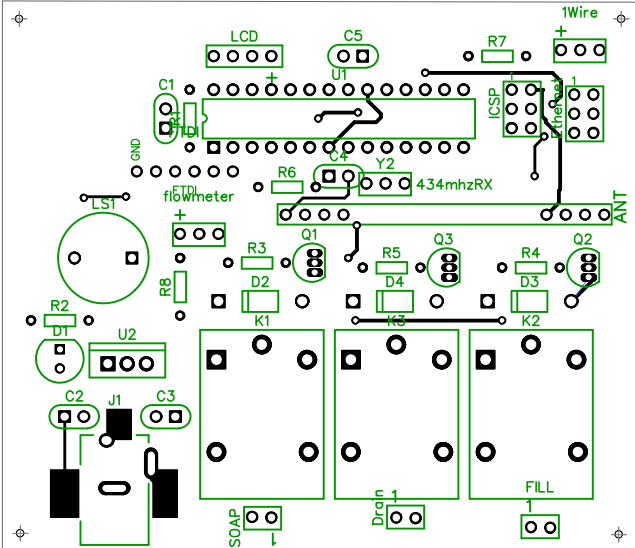 1Wire
+
LCD
C5
R7
+
U1
1
1
C1
ICSP
Ethernet
R1
FTDI
GND
C4
Y2
R6
434mhzRX
FTDI
flowmeter
ANT
LS1
+
Q1
Q3
Q2
R3
R5
R4
R8
D2
D4
D3
R2
K1
K3
K2
D1
U2
C2
J1
C3
SOAP
1
Drain
1
FILL
1